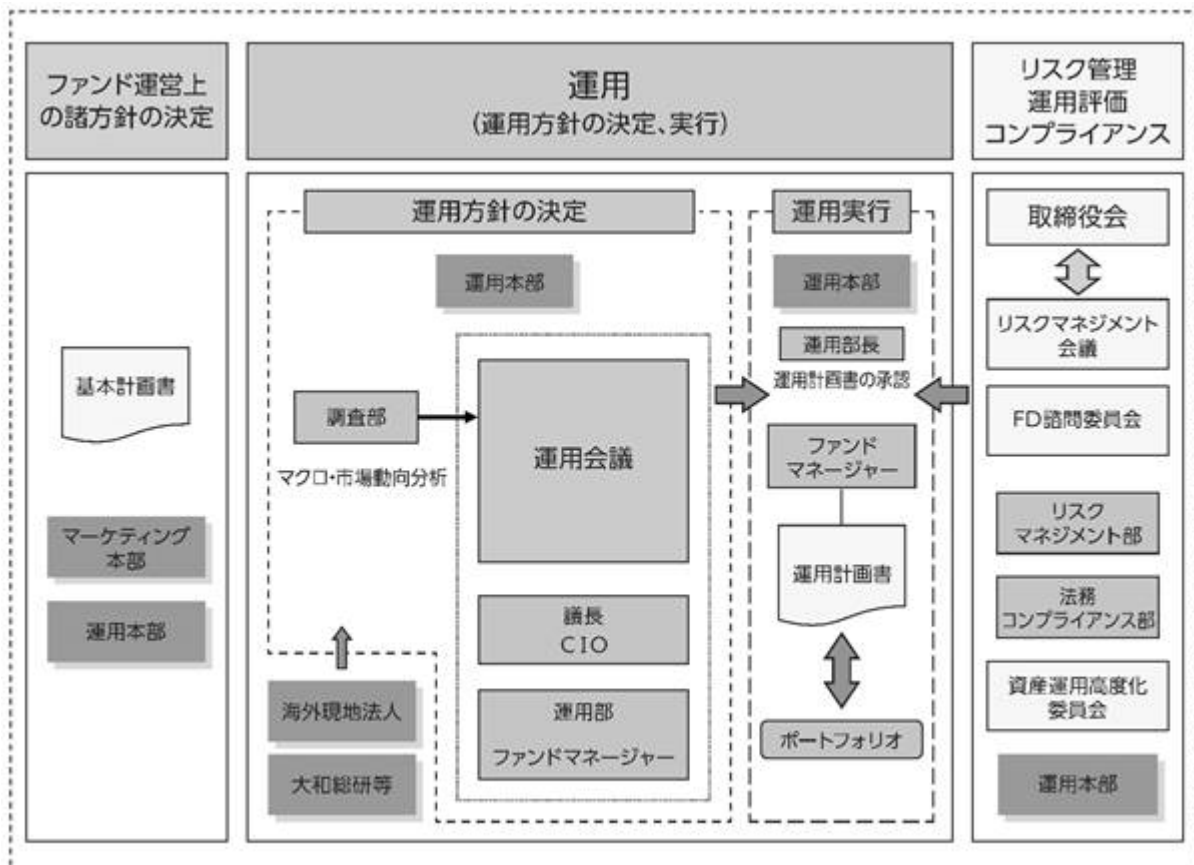 ファンド運営上
の諸方針の決定
運用
(運用方針の決定、実行)
リスク管理
運用評価
コンプライアンス
基本計画書
マーケティング
本部
運用本部
運用方針の決定
運用本部
調査部
マクロ・市場動向分析
運用会議
議長
CIO
運用部
ファンドマネージャー
海外現地法人
大和総研等
運用実行
運用本部
運用部長
運用計画書の承認
ファンド
マネージャー
運用計画書
ポートフォリオ
取締役会
リスクマネジメント
会議
FD諮問委員会
リスク
マネジメント部
法務
コンプライアンス部
資産運用高度化
委員会
運用本部